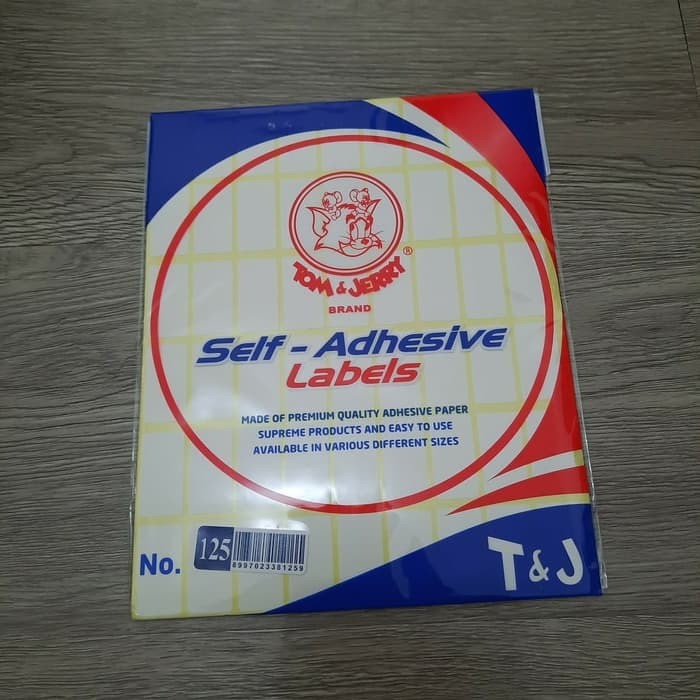 TOM & JERRY ®
BRAND
Self - Adhesive
Labels
MADE OF PREMIUM QUALITY ADHESIVE PAPER
SUPREME PRODUCTS AND EASY TO USE
AVAILABLE IN VARIOUS DIFFERENT SIZES
No. 125
8997023381259
T & J